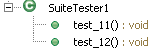 SuiteTester1
test_11() : void
test_12() : void